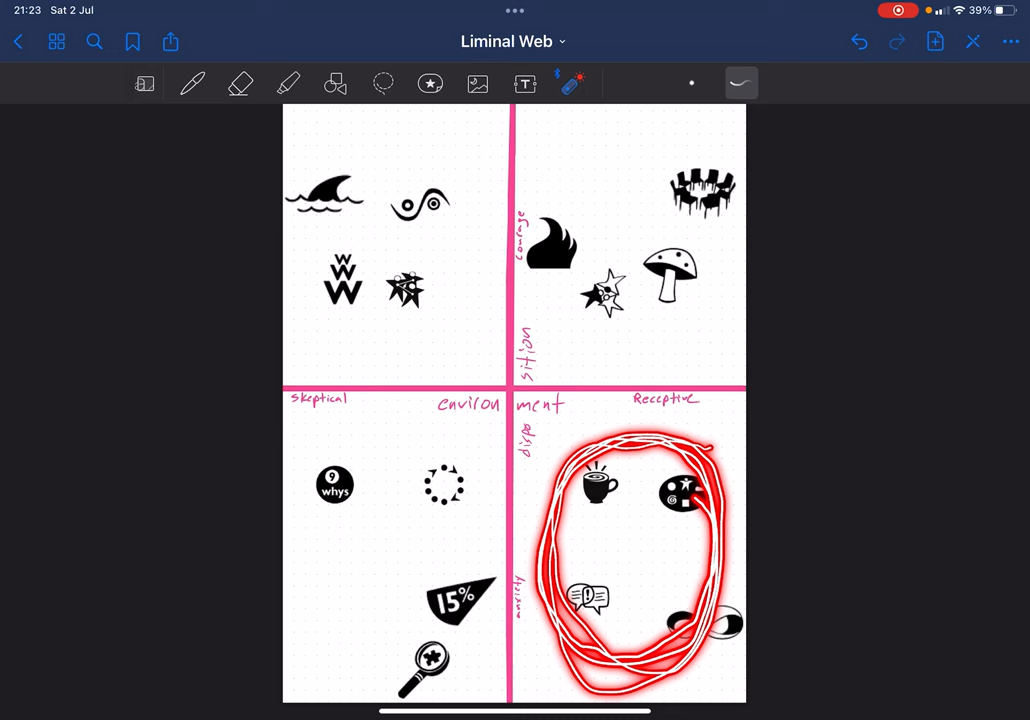 21:23 Sat 2 Jul
39%
Liminal Web
T
courage
W
W
W
sition
skeptical
environ ment
Receptive
dispo
9
whys
15%
anxiety
!